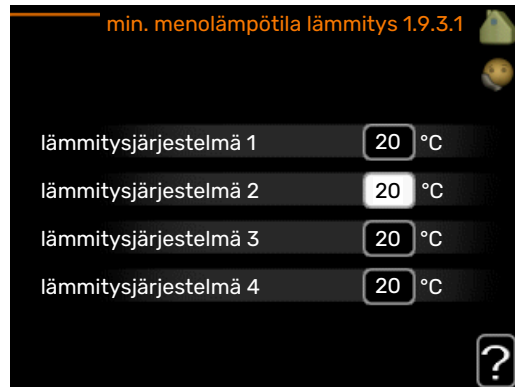 min. menolämpötila lämmitys 1.9.3.1
lämmitysjärjestelmä 1 20 °C
lämmitysjärjestelmä 2 20 °C
lämmitysjärjestelmä 3 20 °C
lämmitysjärjestelmä 4 20 °C
?